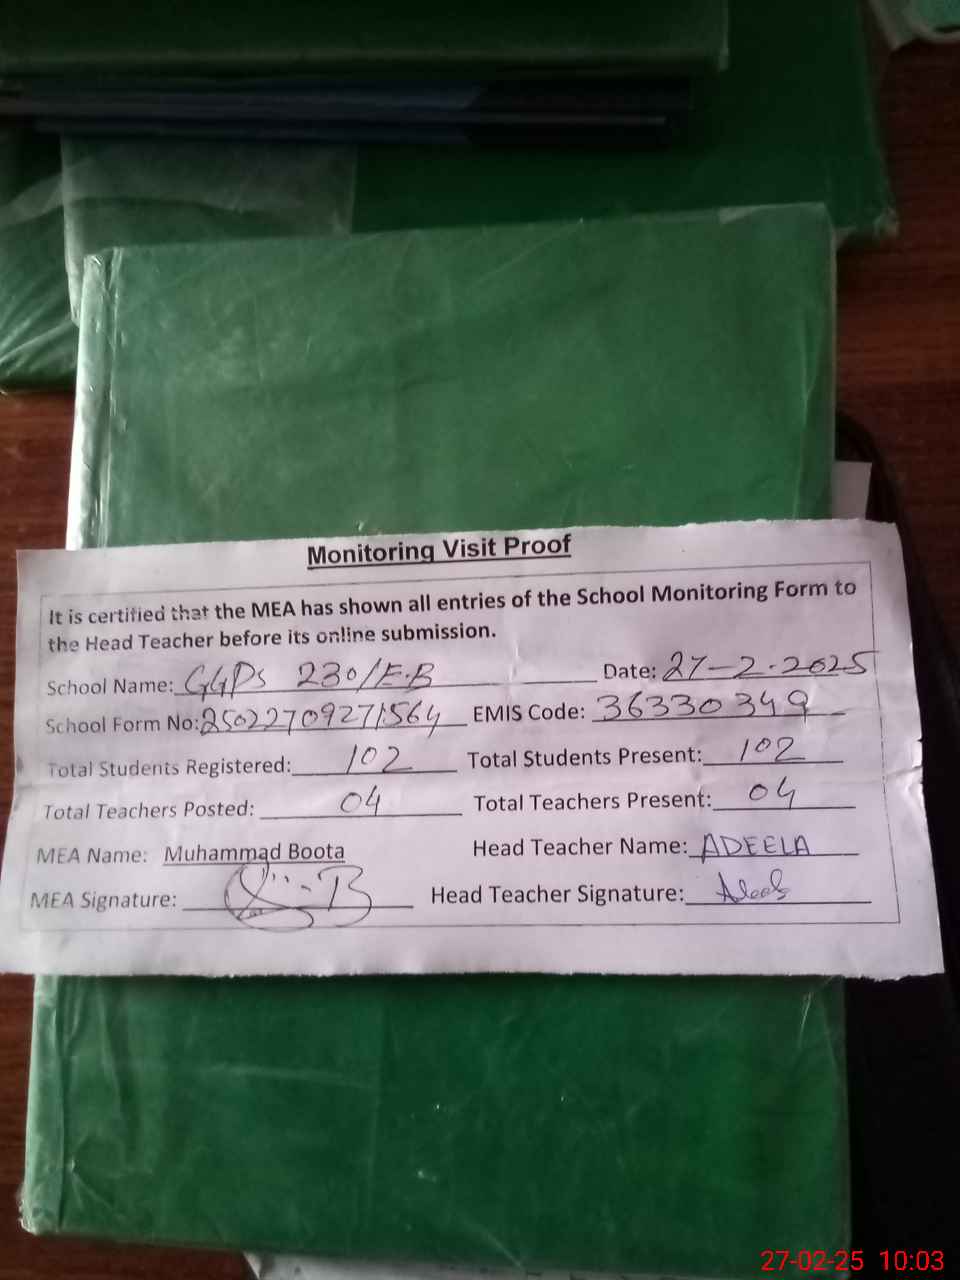 Monitoring Visit Proof
It is certified that the MEA has shown all entries of the School Monitoring Form to
the Head Teacher before its online submission.
School Name: GGPS 230/E.B Date: 27-2-2025
School Form No: 25022709271564 EMIS Code: 36330349
Total Students Registered: 102 Total Students Present: 102
Total Teachers Posted: 04 Total Teachers Present: 04
MEA Name: Muhammad Boota Head Teacher Name: ADEELA
MEA Signature: Head Teacher Signature:
27-02-25 10:03